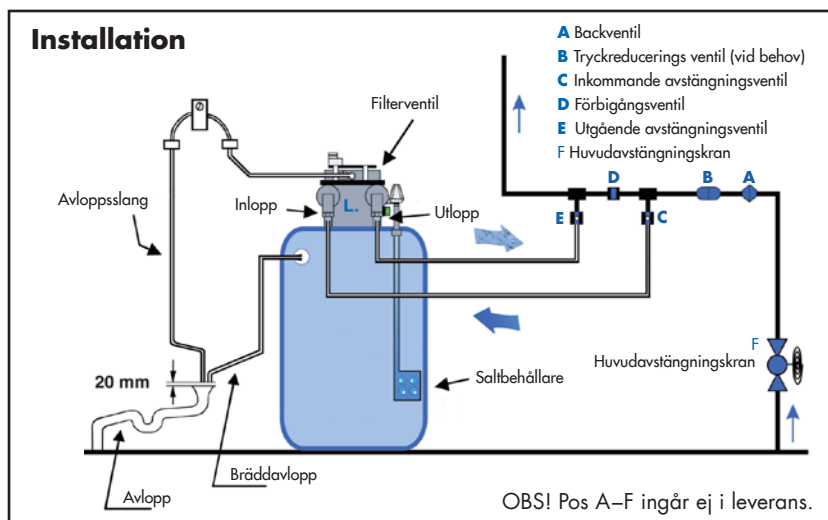 Installation
A Backventil
B Tryckreducerings ventil (vid behov)
C Inkommande avstängningsventil
D Förbigångsventil
E Utgående avstängningsventil
F Huvudavstängningskran
Filterventil
Avloppsslang
Inlopp
L.
Utlopp
D
B
A
E
C
F
Huvudavstängningskran
20 mm
Saltbehållare
Bräddavlopp
Avlopp
OBS! Pos A–F ingår ej i leverans.